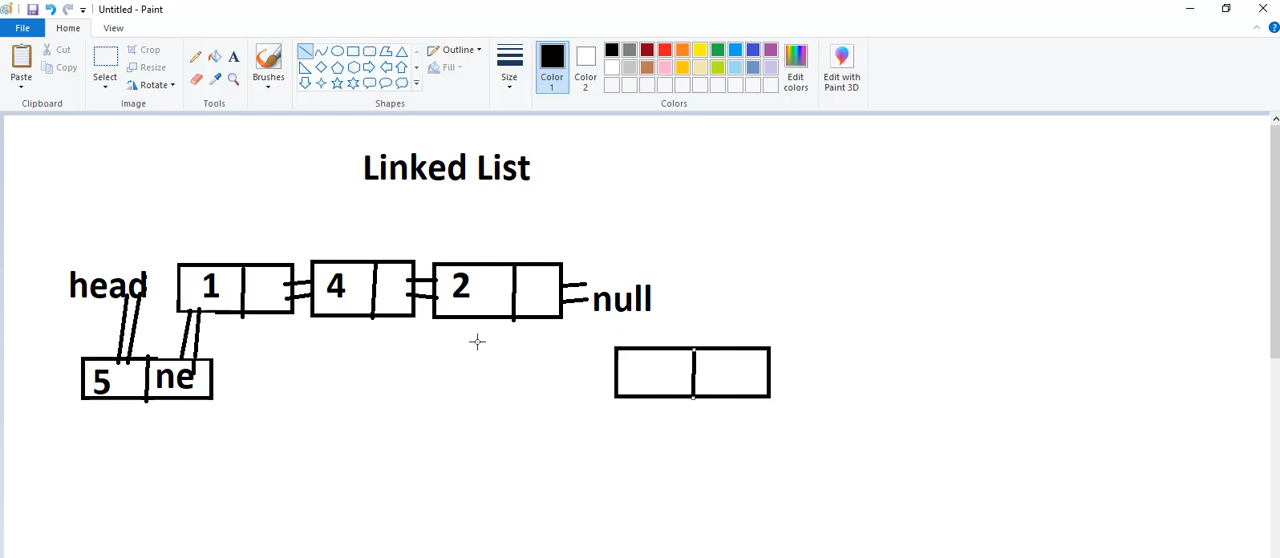 Untitled - Paint
File Home View
Paste Cut Copy
Clipboard
Select Crop Resize Rotate
Image
Tools
Brushes
Outline Fill
Shapes
Size
Color 1
Color 2
Edit colors
Colors
Edit with Paint 3D
Linked List
head 1 4 2 null
5 ne